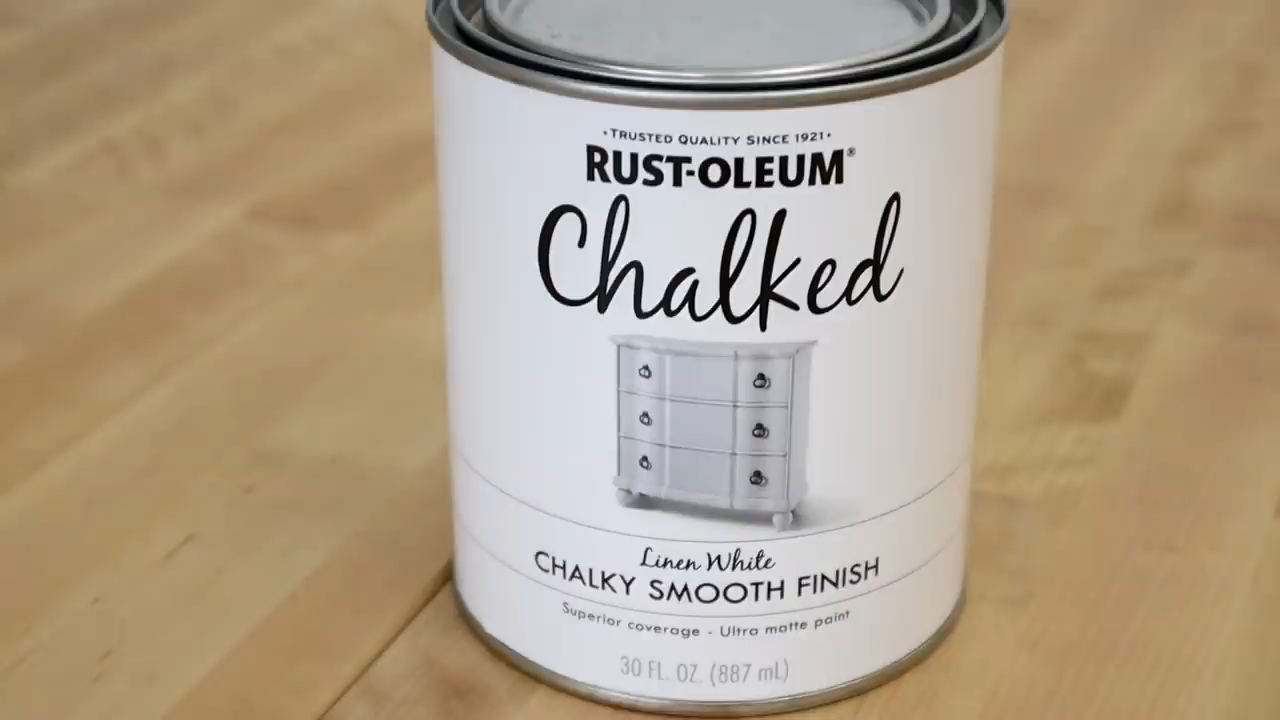 • TRUSTED QUALITY SINCE 1921 •
RUST-OLEUM®
Chalked
Linen White
CHALKY SMOOTH FINISH
Superior coverage - Ultra matte paint
30 FL. OZ. (887 mL)